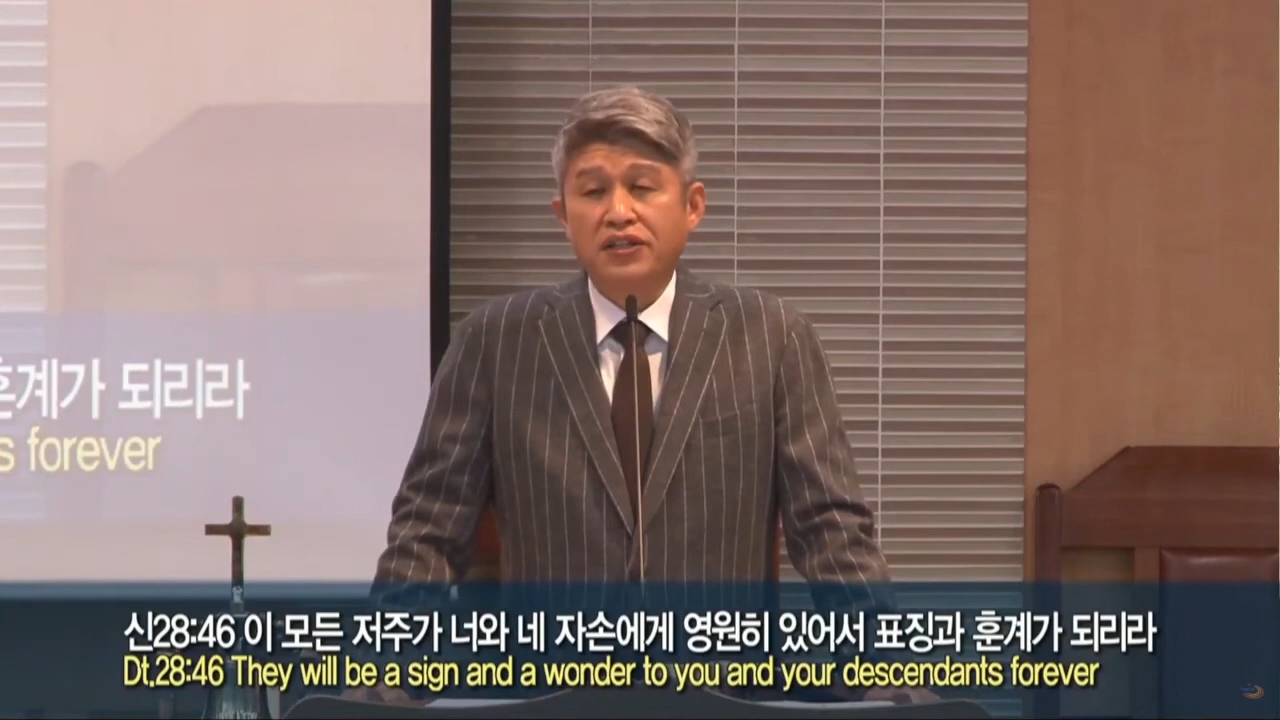 훈계가 되리라
s forever
신28:46 이 모든 저주가 너와 네 자손에게 영원히 있어서 표징과 훈계가 되리라
Dt.28:46 They will be a sign and a wonder to you and your descendants forever